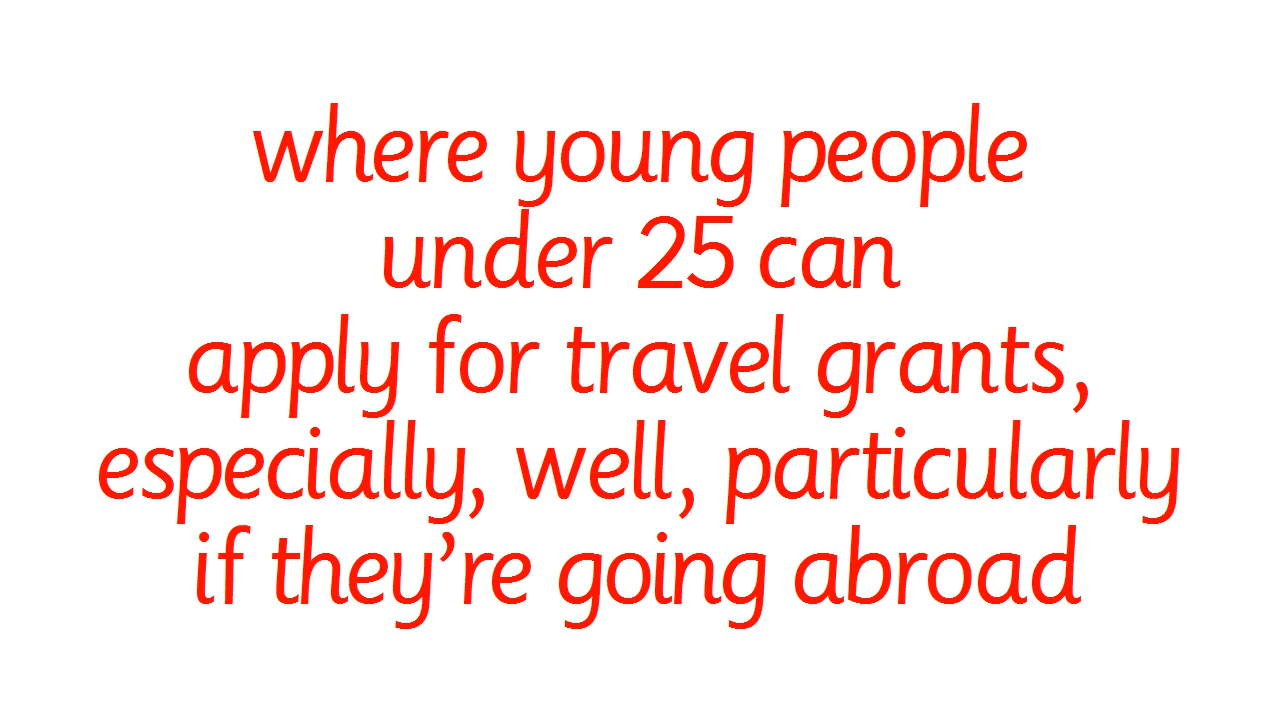 where young people
under 25 can
apply for travel grants,
especially, well, particularly
if they’re going abroad